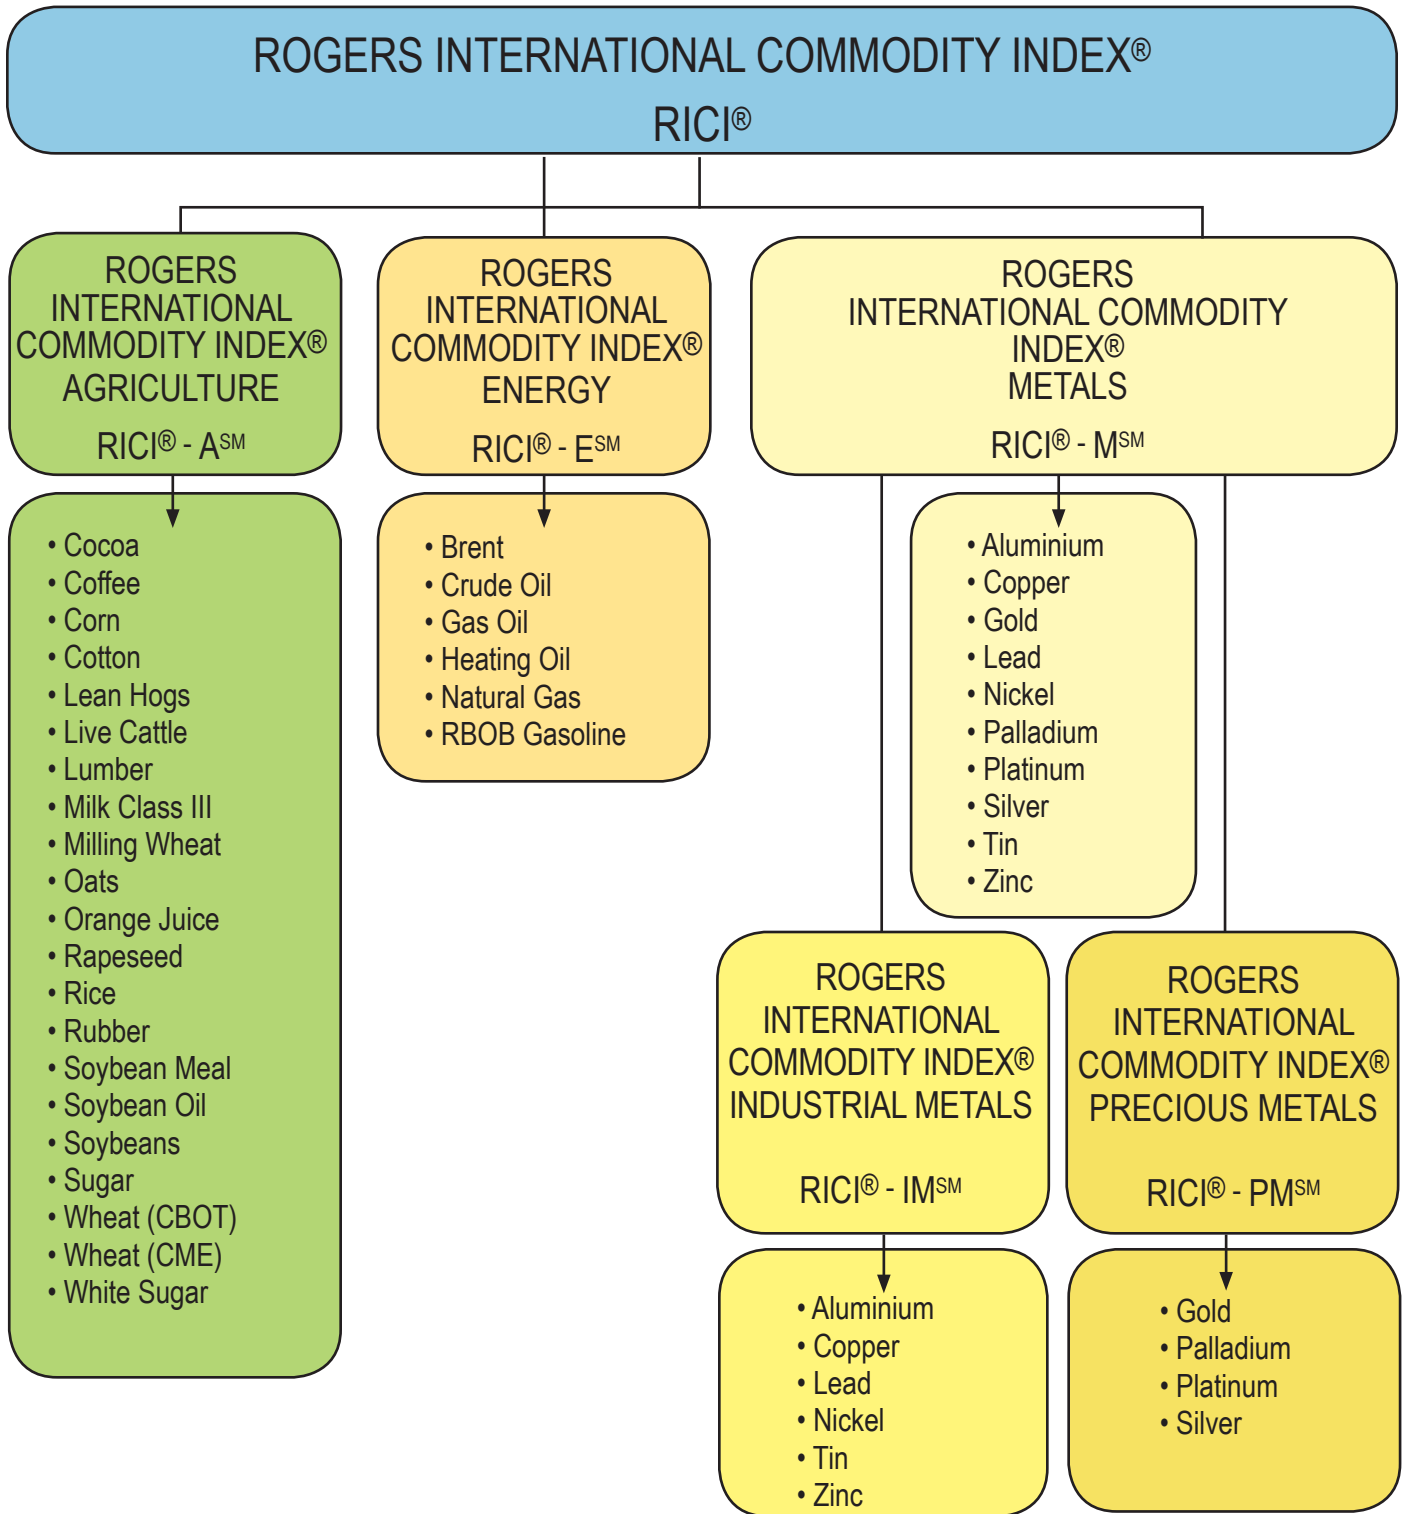 ROGERS INTERNATIONAL COMMODITY INDEX®
RICI®
ROGERS
INTERNATIONAL
COMMODITY INDEX®
AGRICULTURE
RICI® - A℠
• Cocoa
• Coffee
• Corn
• Cotton
• Lean Hogs
• Live Cattle
• Lumber
• Milk Class III
• Milling Wheat
• Oats
• Orange Juice
• Rapeseed
• Rice
• Rubber
• Soybean Meal
• Soybean Oil
• Soybeans
• Sugar
• Wheat (CBOT)
• Wheat (CME)
• White Sugar
ROGERS
INTERNATIONAL
COMMODITY INDEX®
ENERGY
RICI® - E℠
• Brent
• Crude Oil
• Gas Oil
• Heating Oil
• Natural Gas
• RBOB Gasoline
ROGERS
INTERNATIONAL COMMODITY
INDEX®
METALS
RICI® - M℠
• Aluminium
• Copper
• Gold
• Lead
• Nickel
• Palladium
• Platinum
• Silver
• Tin
• Zinc
ROGERS
INTERNATIONAL
COMMODITY INDEX®
INDUSTRIAL METALS
RICI® - IM℠
• Aluminium
• Copper
• Lead
• Nickel
• Tin
• Zinc
ROGERS
INTERNATIONAL
COMMODITY INDEX®
PRECIOUS METALS
RICI® - PM℠
• Gold
• Palladium
• Platinum
• Silver